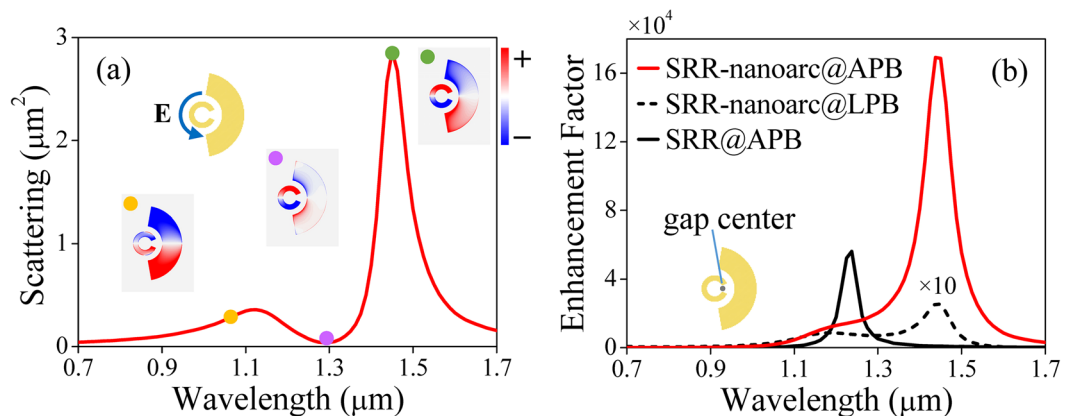 (a)
Scattering (μm²)
3
2
1
0
E
+
−
0.7 0.9 1.1 1.3 1.5 1.7
Wavelength (μm)
(b)
×10⁴
Enhancement Factor
16
12
8
4
0
SRR-nanoarc@APB
SRR-nanoarc@LPB
SRR@APB
gap center
×10
0.7 0.9 1.1 1.3 1.5 1.7
Wavelength (μm)